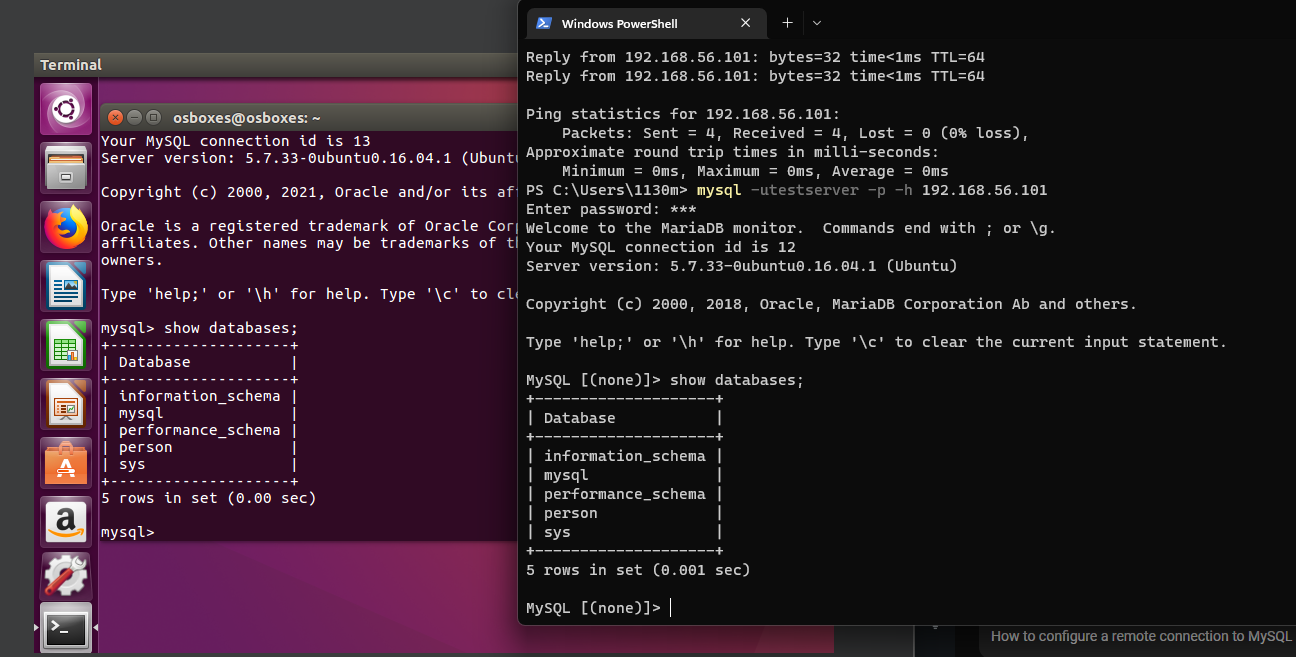 Terminal
osboxes@osboxes: ~
Your MySQL connection id is 13
Server version: 5.7.33-0ubuntu0.16.04.1 (Ubuntu
Copyright (c) 2000, 2021, Oracle and/or its af
Oracle is a registered trademark of Oracle Corp
affiliates. Other names may be trademarks of th
owners.
Type 'help;' or '\h' for help. Type '\c' to cle
mysql> show databases;
+--------------------+
| Database           |
+--------------------+
| information_schema |
| mysql              |
| performance_schema |
| person             |
| sys                |
+--------------------+
5 rows in set (0.00 sec)
mysql>
Windows PowerShell
Reply from 192.168.56.101: bytes=32 time<1ms TTL=64
Reply from 192.168.56.101: bytes=32 time<1ms TTL=64
Ping statistics for 192.168.56.101:
    Packets: Sent = 4, Received = 4, Lost = 0 (0% loss),
Approximate round trip times in milli-seconds:
    Minimum = 0ms, Maximum = 0ms, Average = 0ms
PS C:\Users\1130m> mysql -utestserver -p -h 192.168.56.101
Enter password: ***
Welcome to the MariaDB monitor.  Commands end with ; or \g.
Your MySQL connection id is 12
Server version: 5.7.33-0ubuntu0.16.04.1 (Ubuntu)
Copyright (c) 2000, 2018, Oracle, MariaDB Corporation Ab and others.
Type 'help;' or '\h' for help. Type '\c' to clear the current input statement.
MySQL [(none)]> show databases;
+--------------------+
| Database           |
+--------------------+
| information_schema |
| mysql              |
| performance_schema |
| person             |
| sys                |
+--------------------+
5 rows in set (0.001 sec)
MySQL [(none)]>
How to configure a remote connection to MySQL